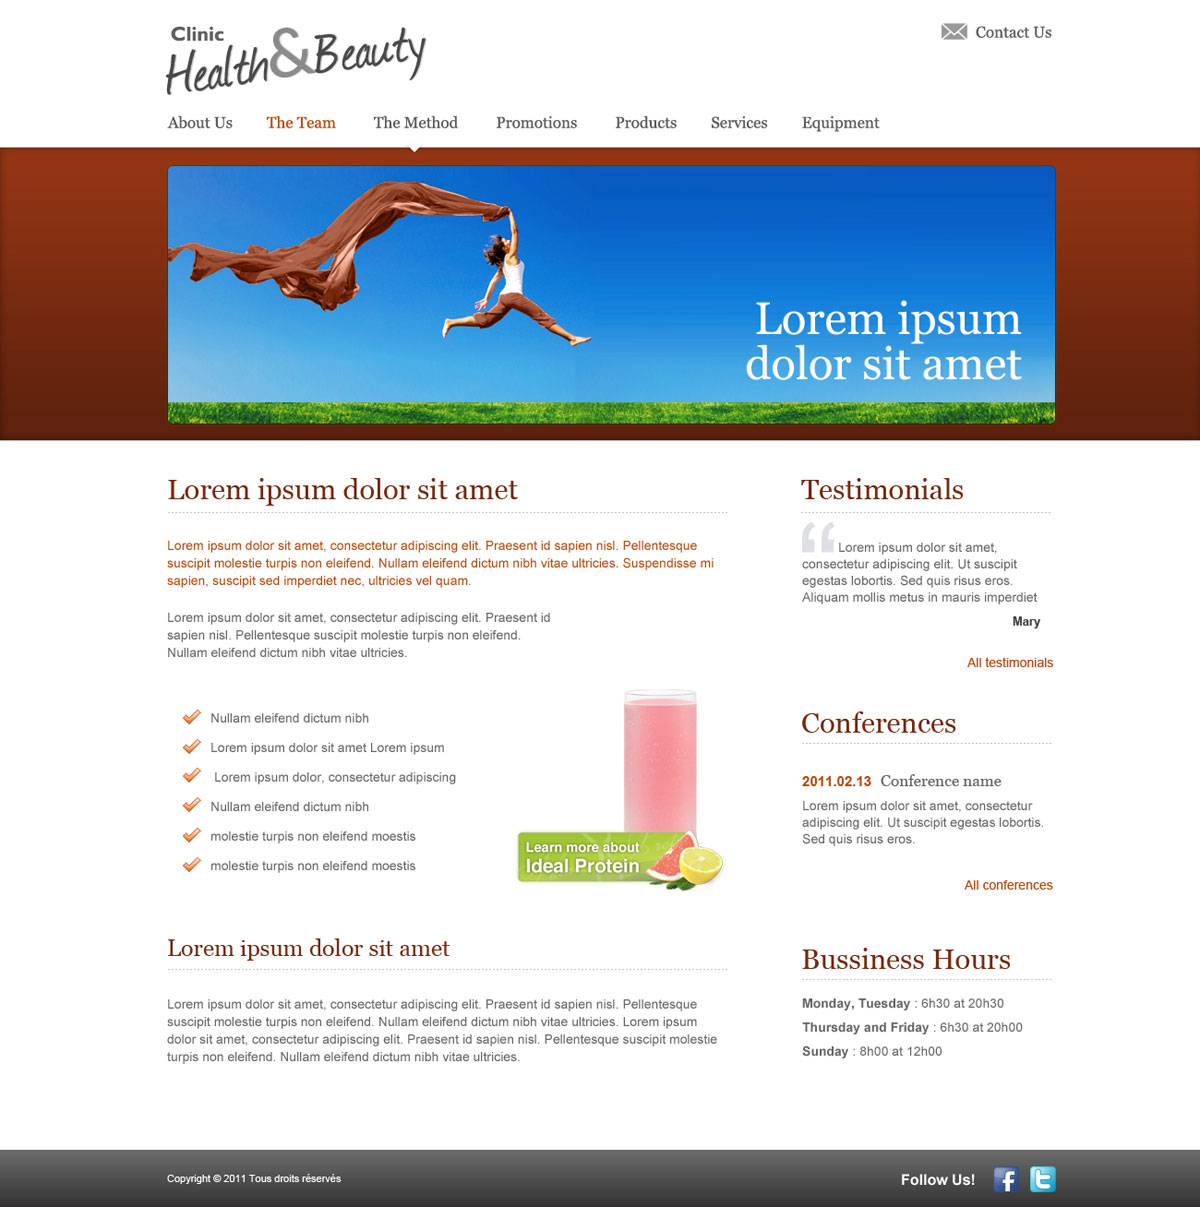 Clinic
Health&Beauty
Contact Us
About Us The Team The Method Promotions Products Services Equipment
Lorem ipsum
dolor sit amet
Lorem ipsum dolor sit amet
Lorem ipsum dolor sit amet, consectetur adipiscing elit. Praesent id sapien nisl. Pellentesque
suscipit molestie turpis non eleifend. Nullam eleifend dictum nibh vitae ultricies. Suspendisse mi
sapien, suscipit sed imperdiet nec, ultricies vel quam.
Lorem ipsum dolor sit amet, consectetur adipiscing elit. Praesent id
sapien nisl. Pellentesque suscipit molestie turpis non eleifend.
Nullam eleifend dictum nibh vitae ultricies.
Nullam eleifend dictum nibh
Lorem ipsum dolor sit amet Lorem ipsum
Lorem ipsum dolor, consectetur adipiscing
Nullam eleifend dictum nibh
molestie turpis non eleifend moestis
molestie turpis non eleifend moestis
Learn more about
Ideal Protein
Lorem ipsum dolor sit amet
Lorem ipsum dolor sit amet, consectetur adipiscing elit. Praesent id sapien nisl. Pellentesque
suscipit molestie turpis non eleifend. Nullam eleifend dictum nibh vitae ultricies. Lorem ipsum
dolor sit amet, consectetur adipiscing elit. Praesent id sapien nisl. Pellentesque suscipit molestie
turpis non eleifend. Nullam eleifend dictum nibh vitae ultricies.
Testimonials
“ Lorem ipsum dolor sit amet,
consectetur adipiscing elit. Ut suscipit
egestas lobortis. Sed quis risus eros.
Aliquam mollis metus in mauris imperdiet
Mary
All testimonials
Conferences
2011.02.13 Conference name
Lorem ipsum dolor sit amet, consectetur
adipiscing elit. Ut suscipit egestas lobortis.
Sed quis risus eros.
All conferences
Bussiness Hours
Monday, Tuesday : 6h30 at 20h30
Thursday and Friday : 6h30 at 20h00
Sunday : 8h00 at 12h00
Copyright © 2011 Tous droits réservés
Follow Us! f t